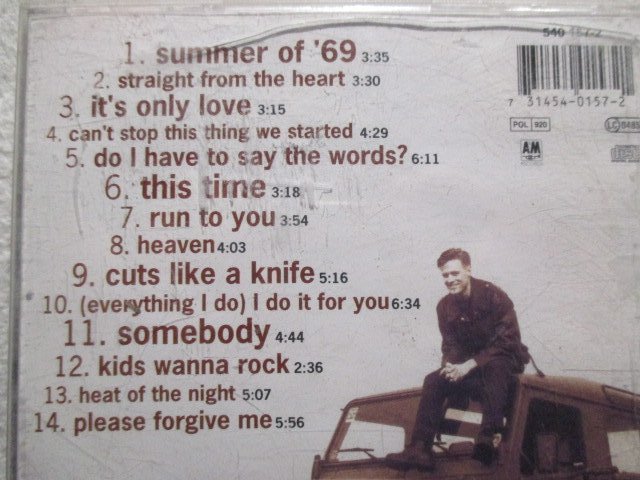 1. summer of '69 3:35
2. straight from the heart 3:30
3. it's only love 3:15
4. can't stop this thing we started 4:29
5. do I have to say the words? 6:11
6. this time 3:18
7. run to you 3:54
8. heaven 4:03
9. cuts like a knife 5:16
10. (everything I do) I do it for you 6:34
11. somebody 4:44
12. kids wanna rock 2:36
13. heat of the night 5:07
14. please forgive me 5:56
540 157-2
7 31454-0157-2
POL 920
A&M